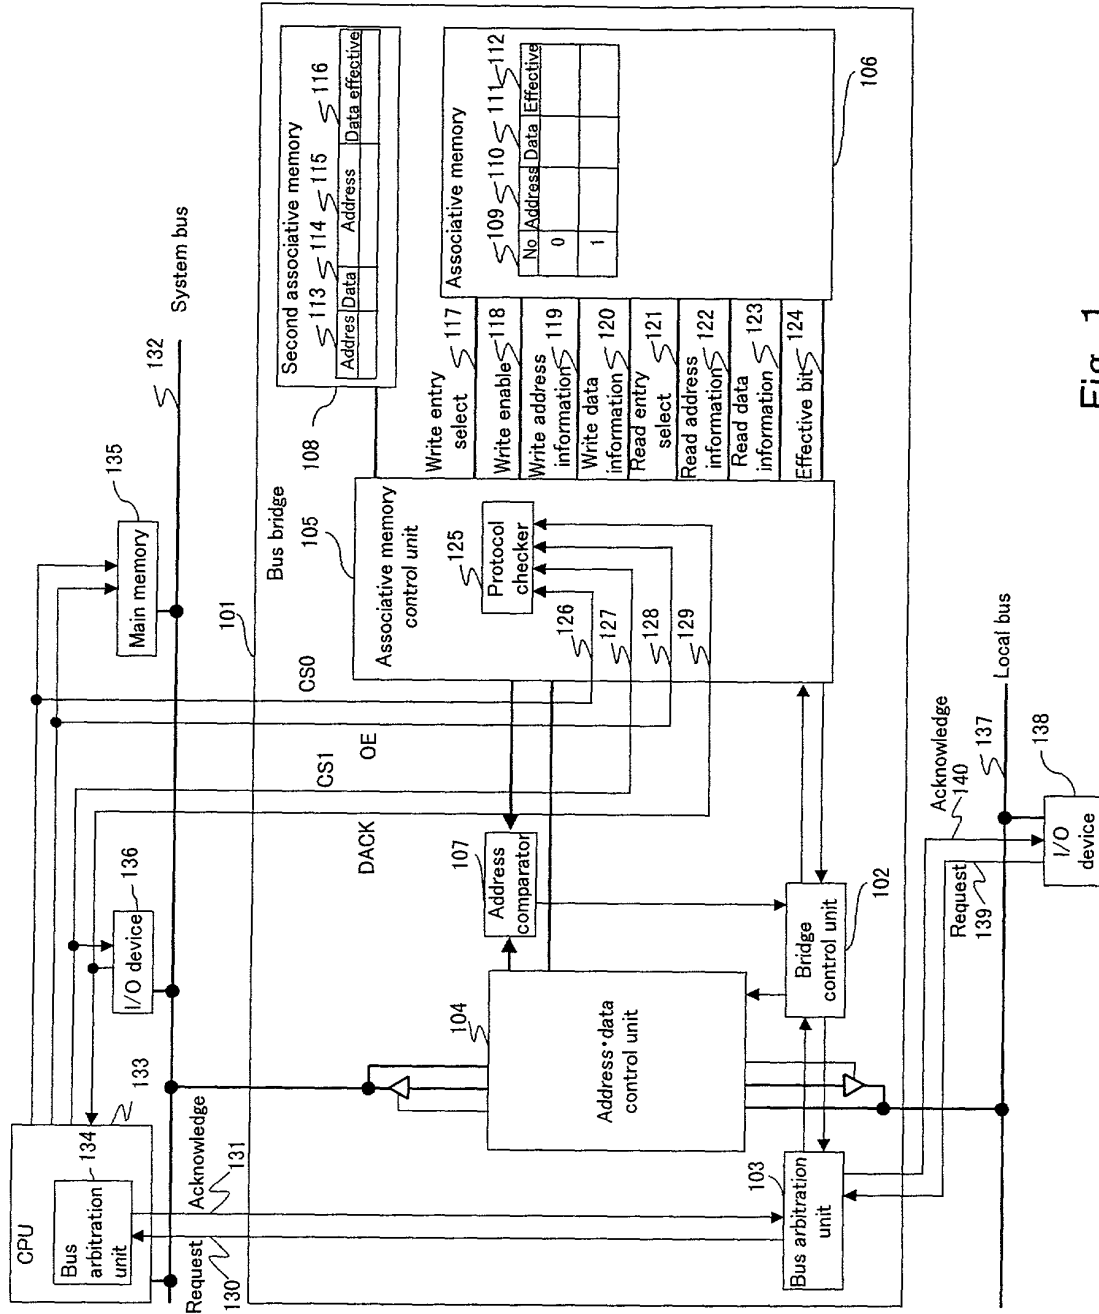 CPU
Bus
arbitration
unit
134
133
Request
130
Acknowledge
131
I/O device
136
Main memory
135
132
System bus
101
CS0
OE
CS1
DACK
Bus bridge
105
Associative memory
control unit
125
Protocol
checker
126
127
128
129
108
Second associative memory
113
114
115
116
Addres
Data
Address
Data effective
Write entry
select
117
Write enable
118
Write address
information
119
Write data
information
120
Read entry
select
121
Read address
information
122
Read data
information
123
Effective bit
124
Associative memory
109
110
111
112
No
Address
Data
Effective
0
1
106
104
Address·data
control unit
107
Address
comparator
Bridge
control unit
102
103
Bus arbitration
unit
Local bus
137
Acknowledge
140
Request
139
I/O
device
138
Fig. 1